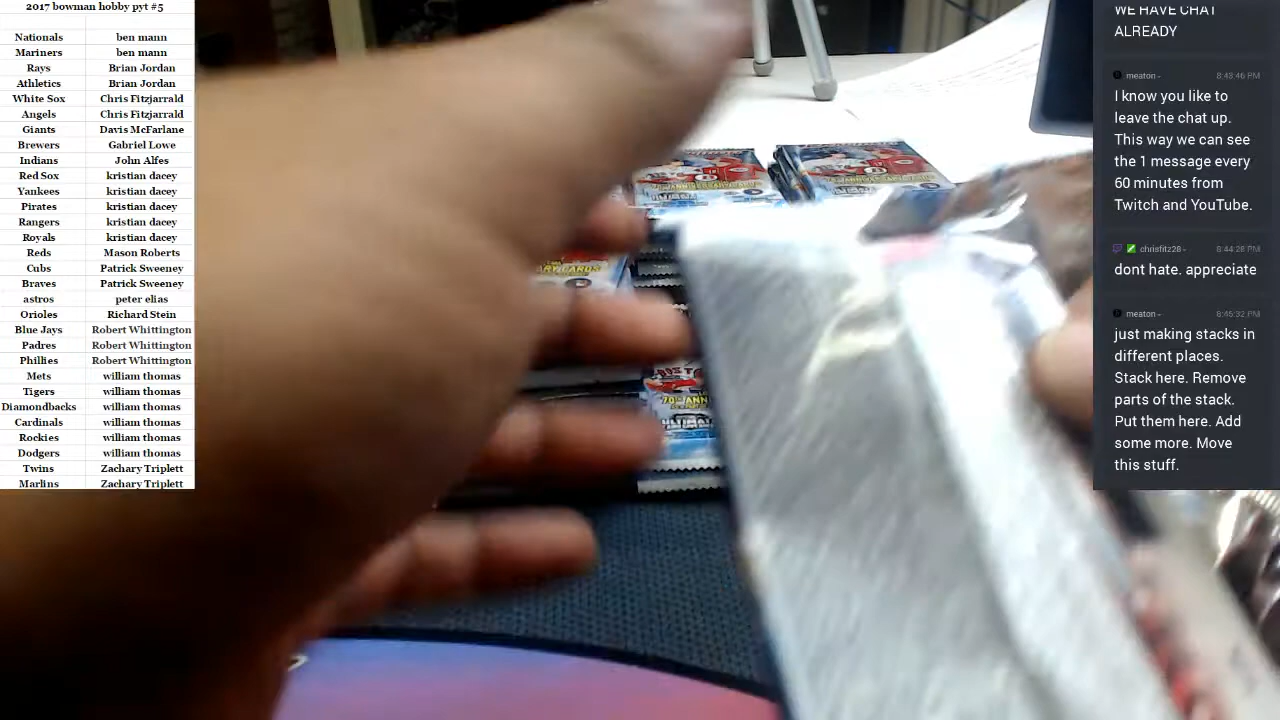 2017 bowman hobby pyt #5
Nationals ben mann
Mariners ben mann
Rays Brian Jordan
Athletics Brian Jordan
White Sox Chris Fitzjarrald
Angels Chris Fitzjarrald
Giants Davis McFarlane
Brewers Gabriel Lowe
Indians John Alfes
Red Sox kristian dacey
Yankees kristian dacey
Pirates kristian dacey
Rangers kristian dacey
Royals kristian dacey
Reds Mason Roberts
Cubs Patrick Sweeney
Braves Patrick Sweeney
astros peter elias
Orioles Richard Stein
Blue Jays Robert Whittington
Padres Robert Whittington
Phillies Robert Whittington
Mets william thomas
Tigers william thomas
Diamondbacks william thomas
Cardinals william thomas
Rockies william thomas
Dodgers william thomas
Twins Zachary Triplett
Marlins Zachary Triplett
WE HAVE CHAT
ALREADY
meaton 8:43:46 PM
I know you like to
leave the chat up.
This way we can see
the 1 message every
60 minutes from
Twitch and YouTube.
chrisfitz28 8:44:26 PM
dont hate. appreciate
meaton 8:45:32 PM
just making stacks in
different places.
Stack here. Remove
parts of the stack.
Put them here. Add
some more. Move
this stuff.